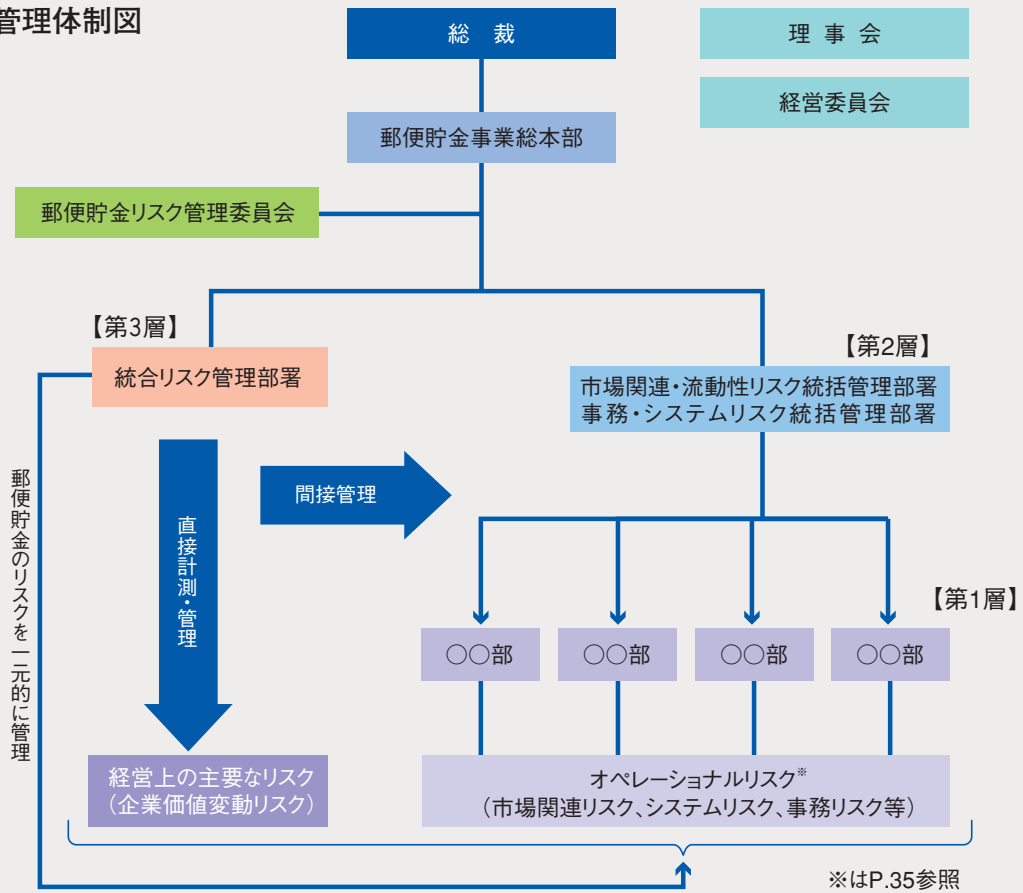 管理体制図
総裁
理事会
経営委員会
郵便貯金事業総本部
郵便貯金リスク管理委員会
【第3層】
統合リスク管理部署
【第2層】
市場関連・流動性リスク統括管理部署
事務・システムリスク統括管理部署
郵便貯金のリスクを一元的に管理
直接計測・管理
間接管理
【第1層】
○○部
○○部
○○部
○○部
経営上の主要なリスク
(企業価値変動リスク)
オペレーショナルリスク※
(市場関連リスク、システムリスク、事務リスク等)
※はP.35参照